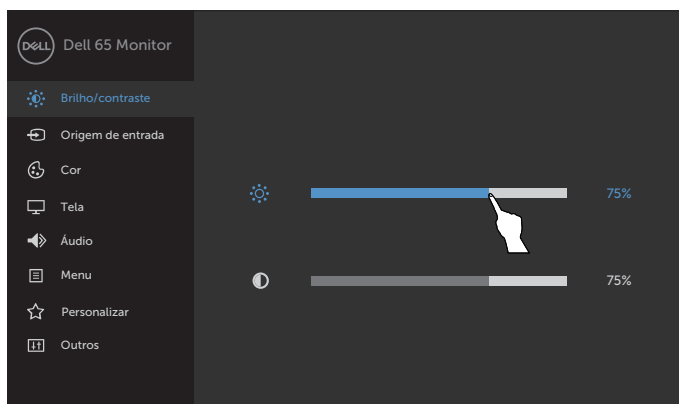 DELL Dell 65 Monitor
Brilho/contraste
Origem de entrada
Cor
Tela
75%
Áudio
Menu
75%
Personalizar
Outros